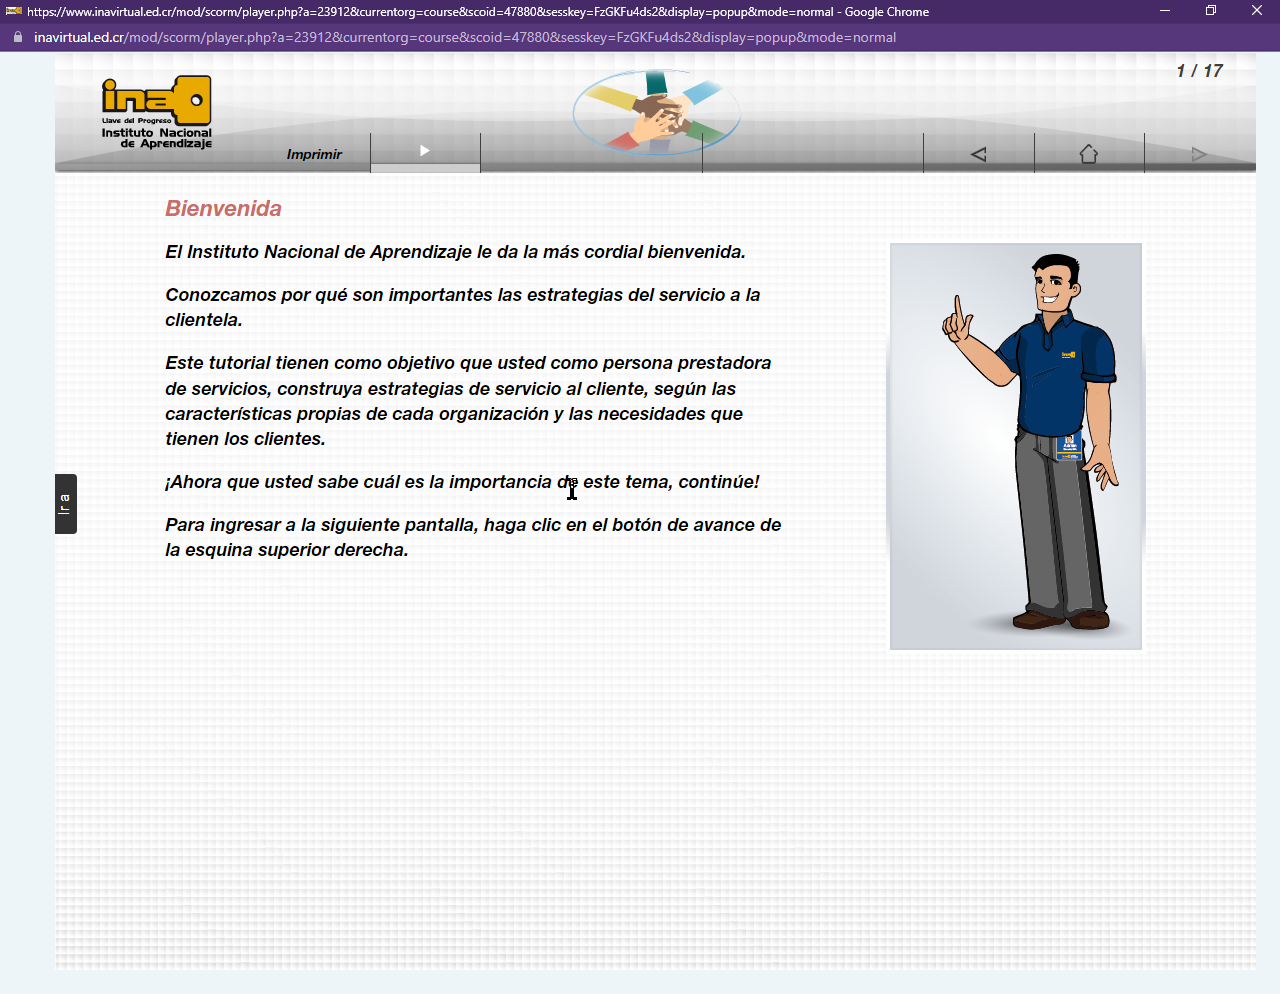 https://www.inavirtual.ed.cr/mod/scorm/player.php?a=23912&currentorg=course&scoid=47880&sesskey=FzGKFu4ds2&display=popup&mode=normal - Google Chrome
inavirtual.ed.cr/mod/scorm/player.php?a=23912&currentorg=course&scoid=47880&sesskey=FzGKFu4ds2&display=popup&mode=normal
1 / 17
ina
Llave del Progreso
Instituto Nacional
de Aprendizaje
Imprimir
Bienvenida
El Instituto Nacional de Aprendizaje le da la más cordial bienvenida.
Conozcamos por qué son importantes las estrategias del servicio a la
clientela.
Este tutorial tienen como objetivo que usted como persona prestadora
de servicios, construya estrategias de servicio al cliente, según las
características propias de cada organización y las necesidades que
tienen los clientes.
¡Ahora que usted sabe cuál es la importancia de este tema, continúe!
Para ingresar a la siguiente pantalla, haga clic en el botón de avance de
la esquina superior derecha.
Ir a